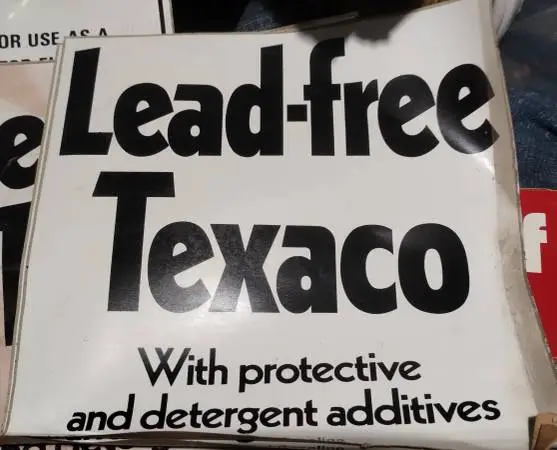 OR USE AS A
Lead-free
Texaco
With protective
and detergent additives
e
f